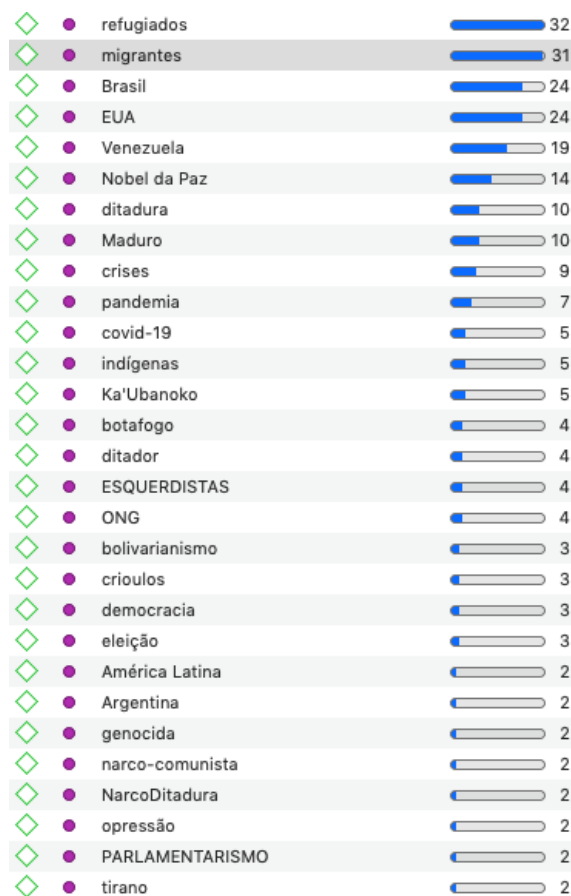 refugiados 32
migrantes 31
Brasil 24
EUA 24
Venezuela 19
Nobel da Paz 14
ditadura 10
Maduro 10
crises 9
pandemia 7
covid-19 5
indígenas 5
Ka'Ubanoko 5
botafogo 4
ditador 4
ESQUERDISTAS 4
ONG 4
bolivarianismo 3
crioulos 3
democracia 3
eleição 3
América Latina 2
Argentina 2
genocida 2
narco-comunista 2
NarcoDitadura 2
opressão 2
PARLAMENTARISMO 2
tirano 2